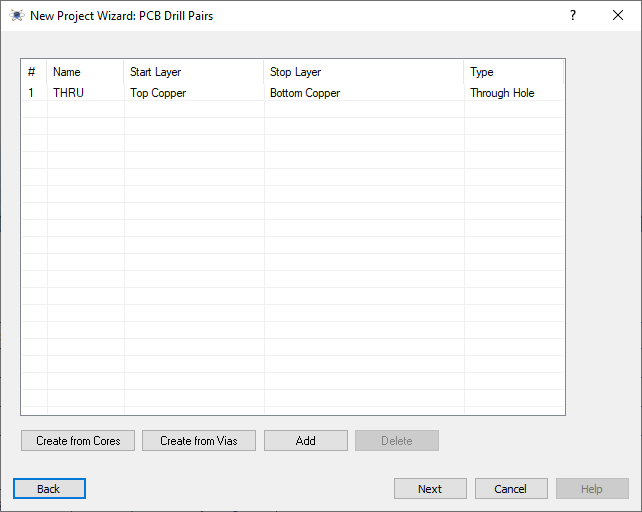 New Project Wizard: PCB Drill Pairs ?
# Name Start Layer Stop Layer Type
1 THRU Top Copper Bottom Copper Through Hole
Create from Cores Create from Vias Add Delete
Back Next Cancel Help